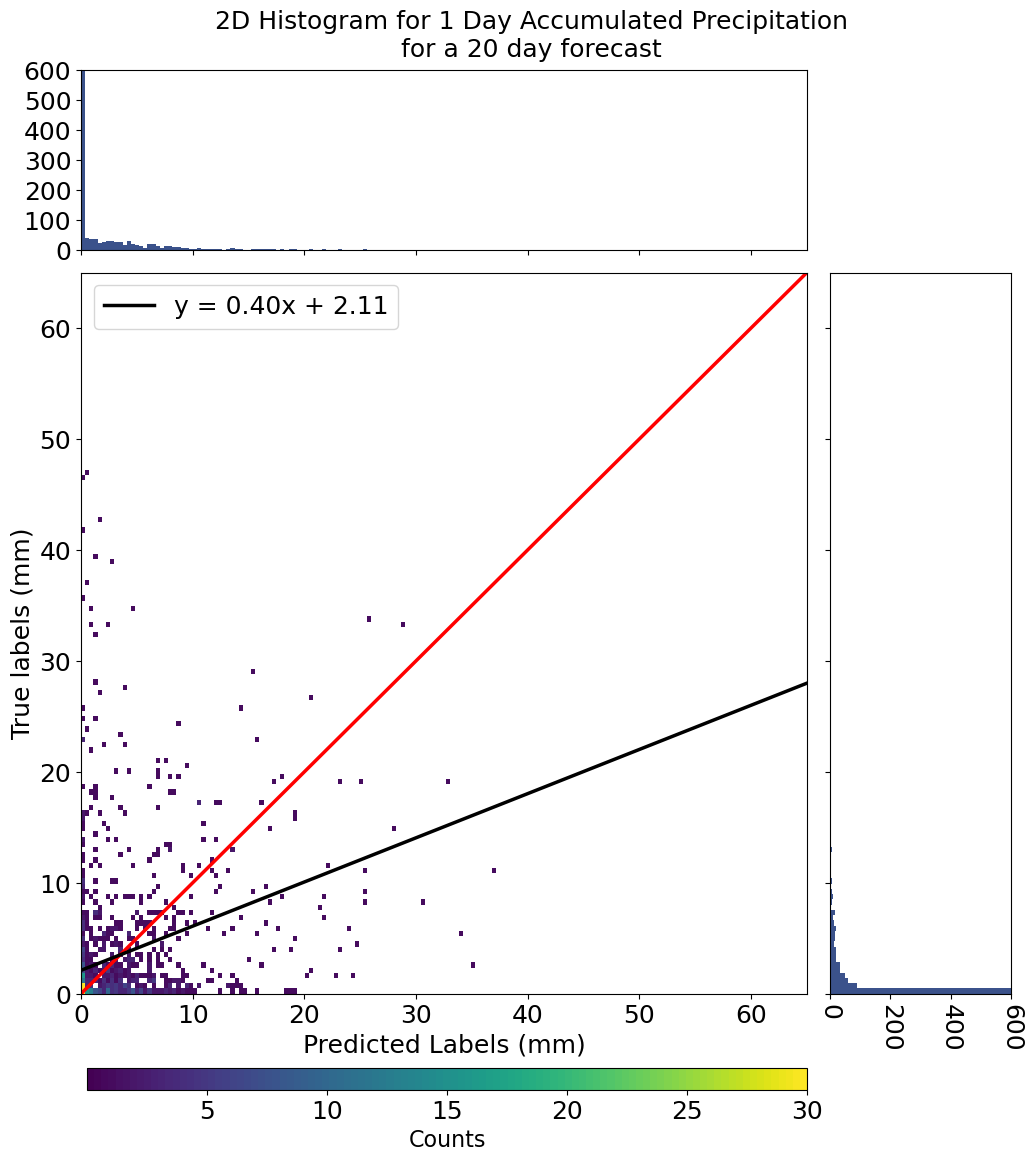 2D Histogram for 1 Day Accumulated Precipitation
for a 20 day forecast
600
500
400
300
200
100
0
y = 0.40x + 2.11
60
50
40
30
20
10
0
True labels (mm)
0 10 20 30 40 50 60
Predicted Labels (mm)
0 200 400 600
5 10 15 20 25 30
Counts